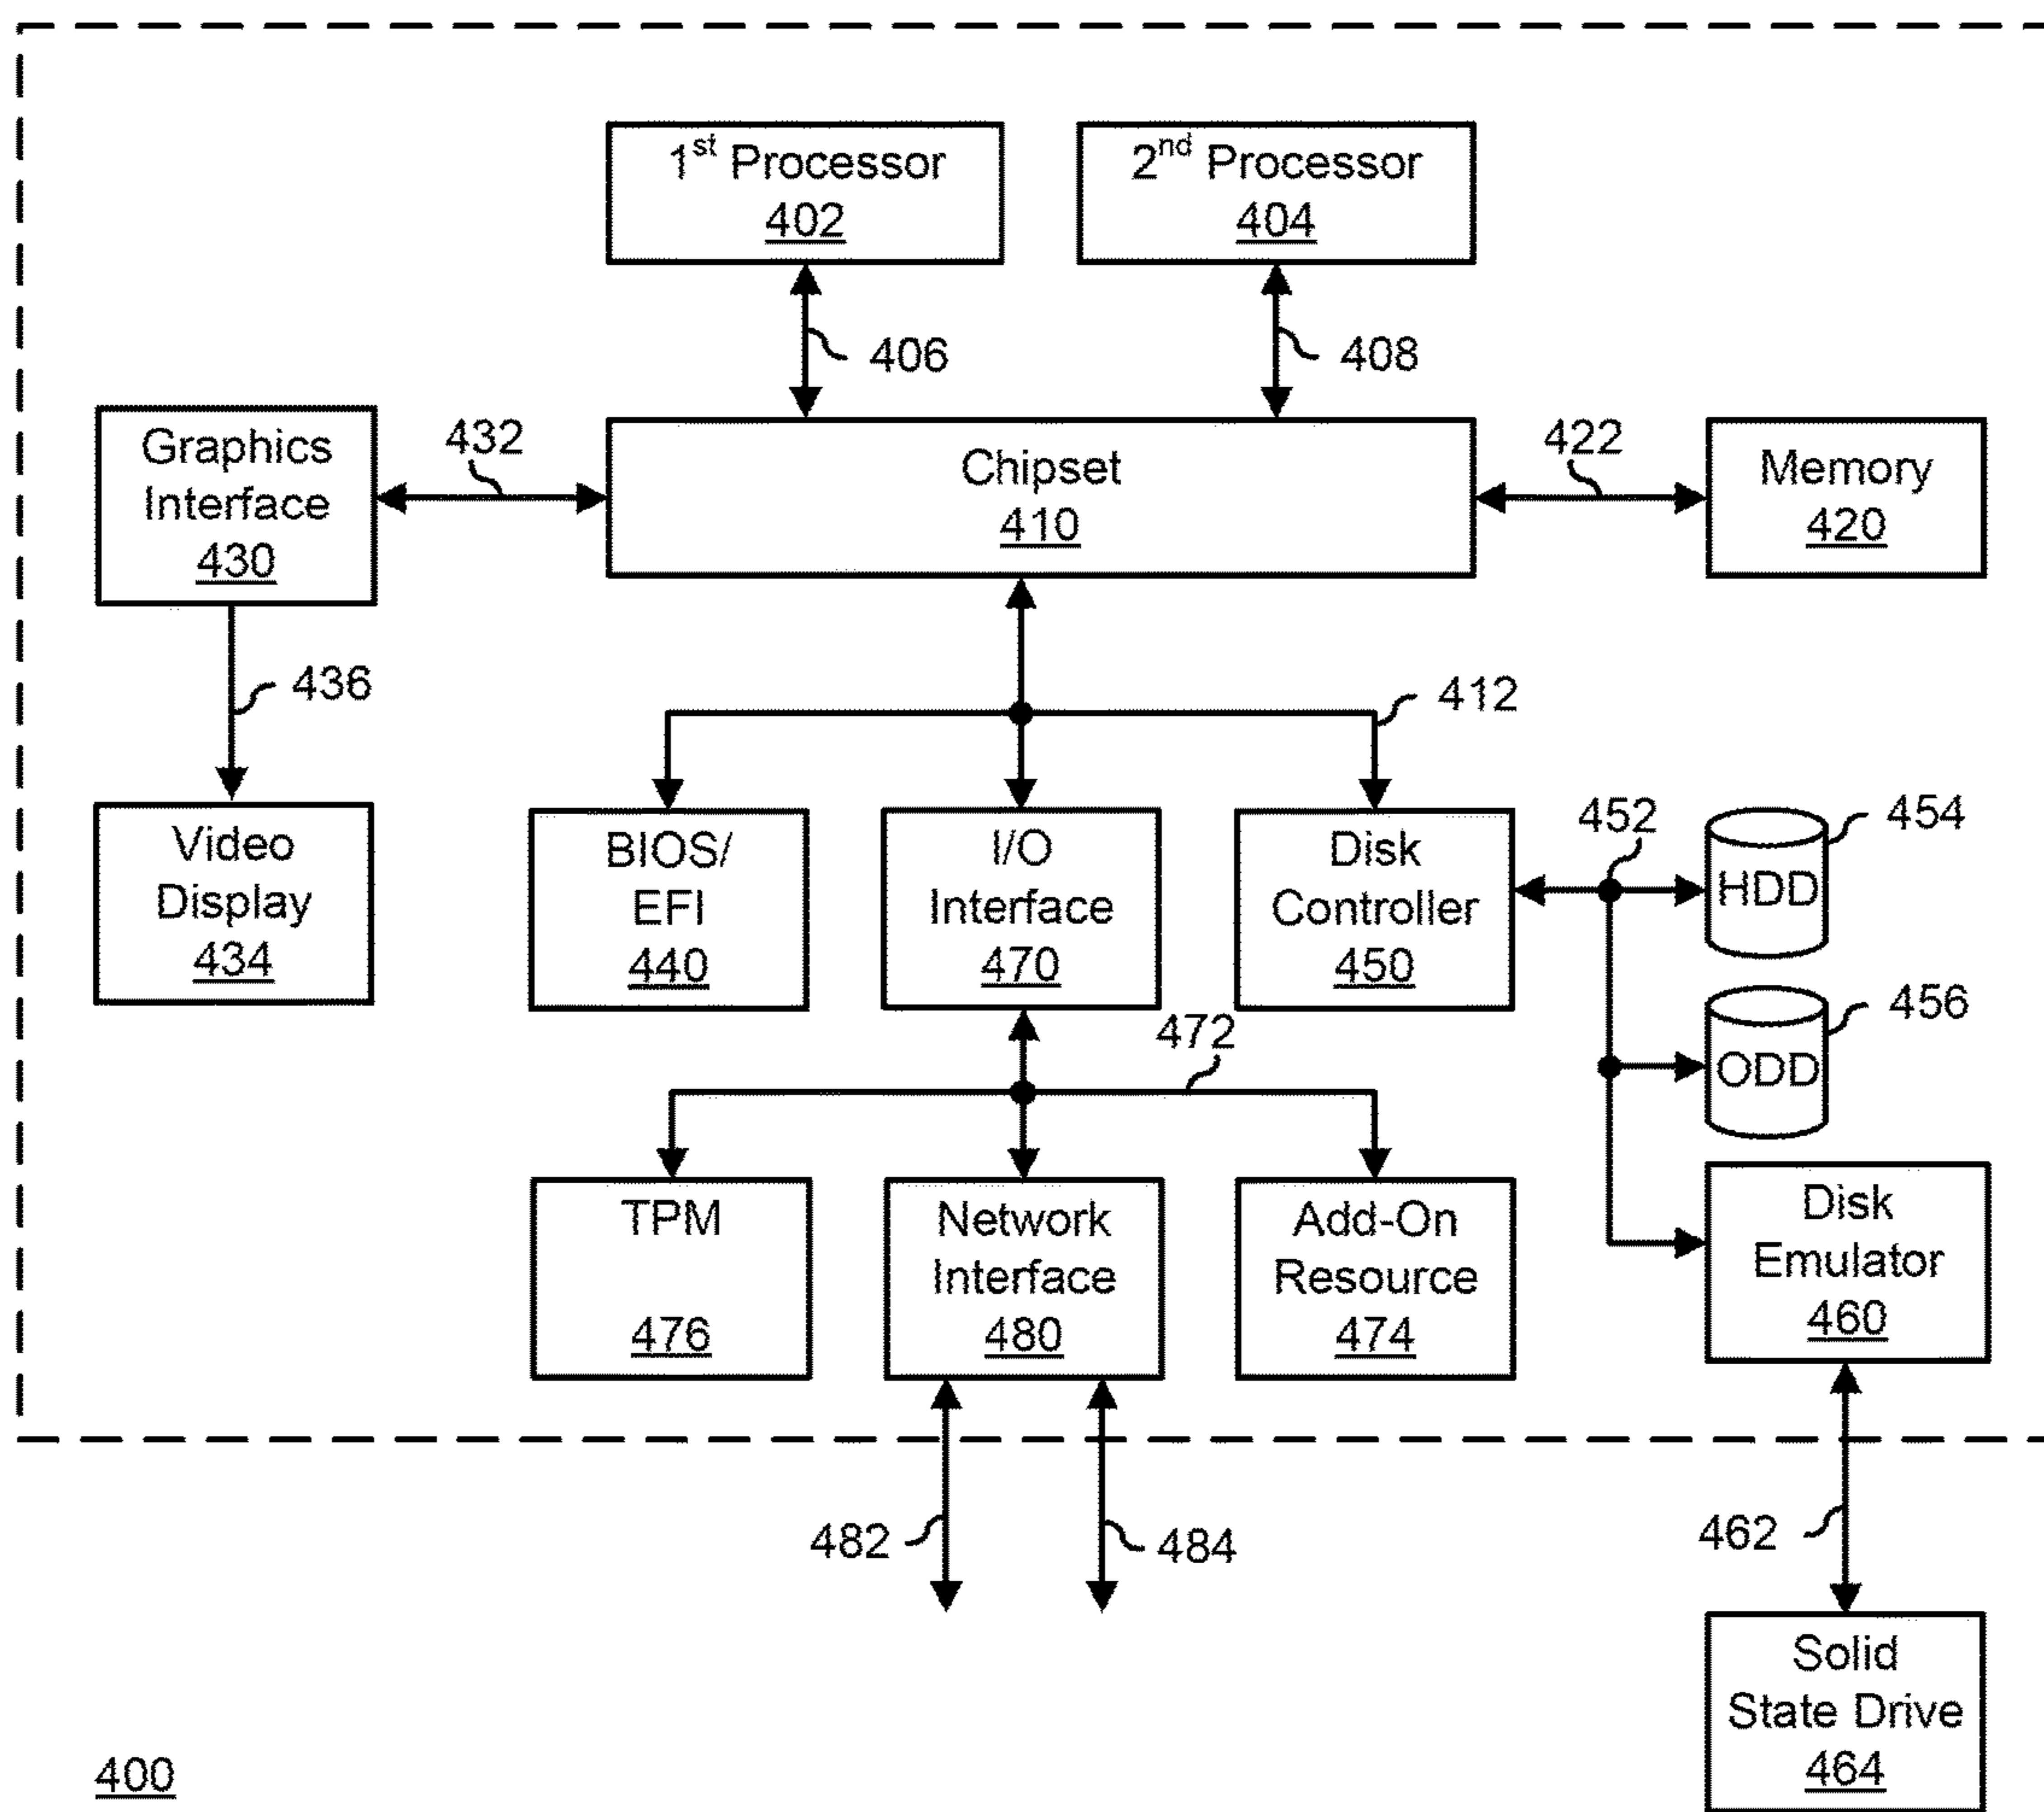 1st Processor
402
2nd Processor
404
406
408
Graphics
Interface
430
432
Chipset
410
422
Memory
420
436
412
Video
Display
434
BIOS/
EFI
440
I/O
Interface
470
Disk
Controller
450
452
HDD
454
ODD
456
472
TPM
476
Network
Interface
480
Add-On
Resource
474
Disk
Emulator
460
482
484
462
Solid
State Drive
464
400